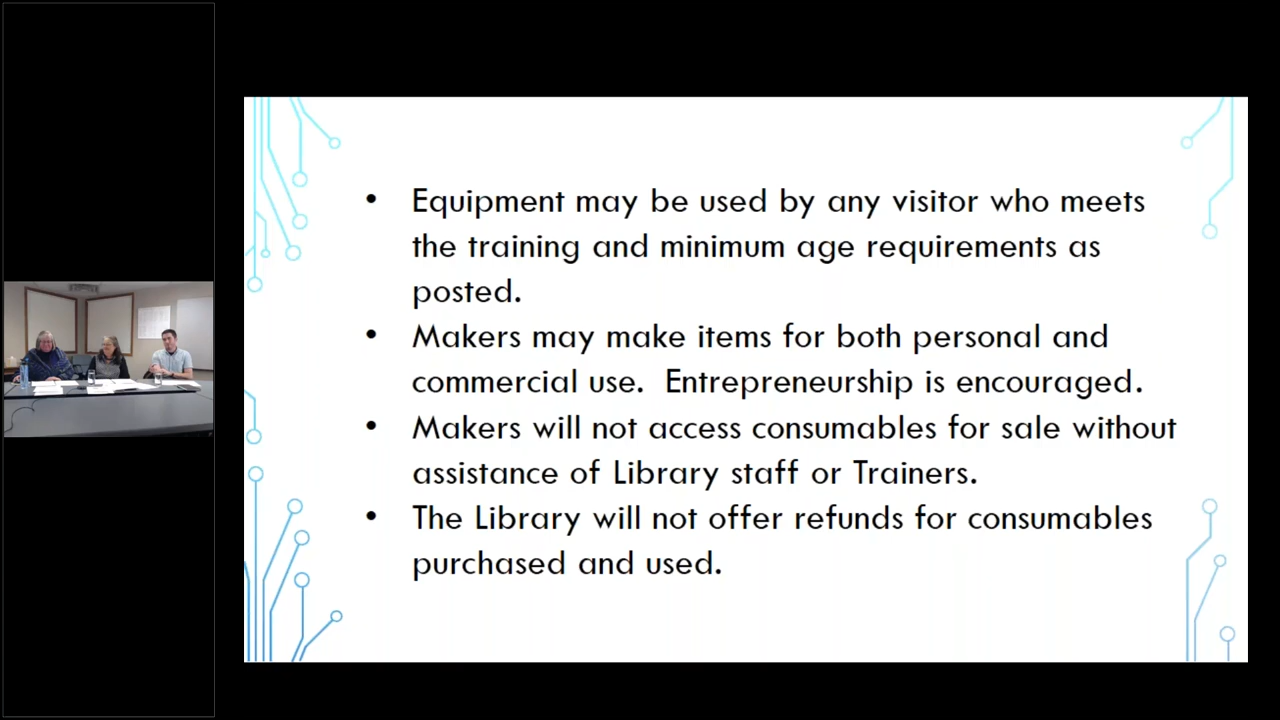 • Equipment may be used by any visitor who meets
the training and minimum age requirements as
posted.
• Makers may make items for both personal and
commercial use.  Entrepreneurship is encouraged.
• Makers will not access consumables for sale without
assistance of Library staff or Trainers.
• The Library will not offer refunds for consumables
purchased and used.